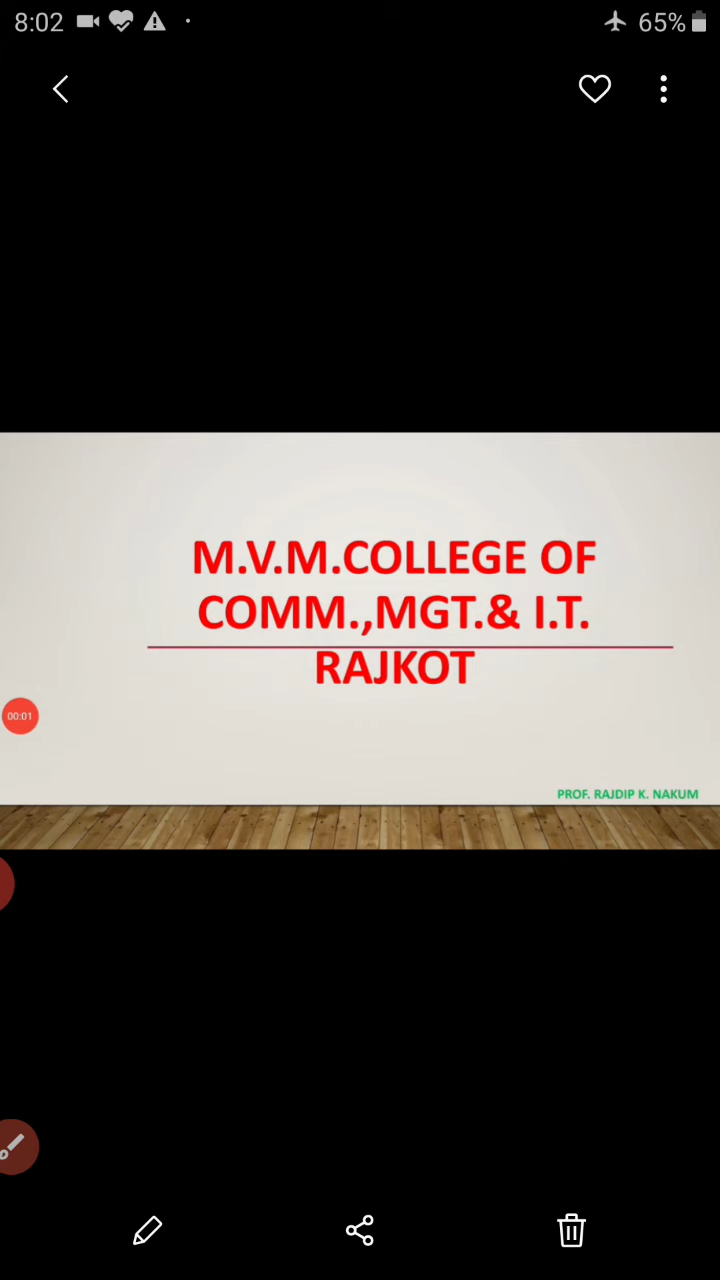 8:02
65%
M.V.M.COLLEGE OF
COMM.,MGT.& I.T.
RAJKOT
00:01
PROF. RAJDIP K. NAKUM